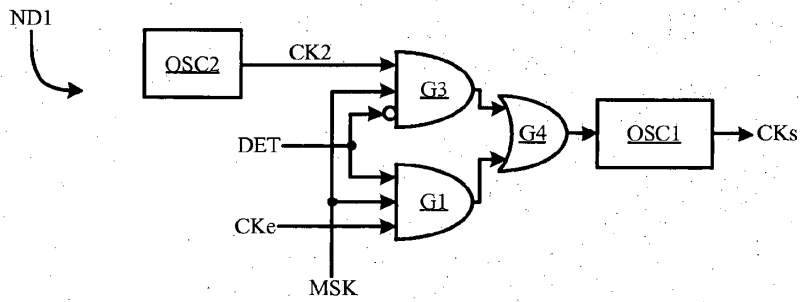 ND1
OSC2
CK2
G3
DET
G4
OSC1
CKs
G1
CKe
MSK